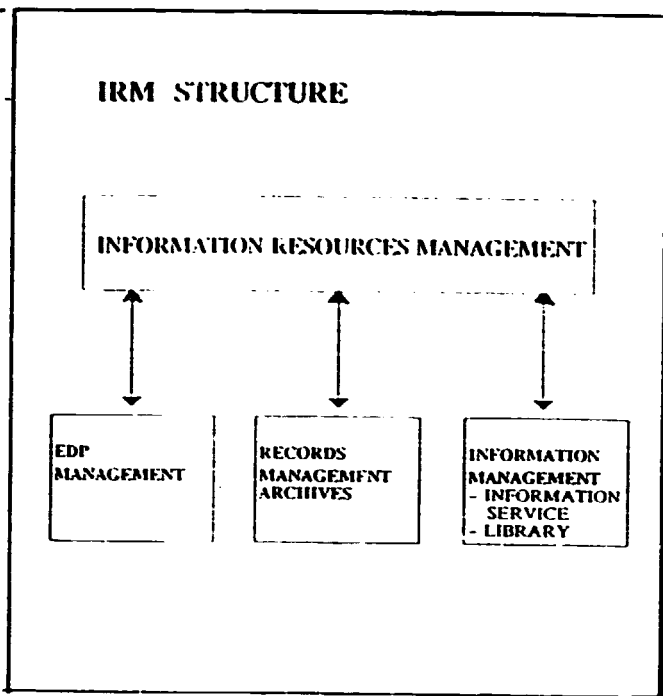 IRM STRUCTURE
INFORMATION RESOURCES MANAGEMENT
EDP
MANAGEMENT
RECORDS
MANAGEMENT
ARCHIVES
INFORMATION
MANAGEMENT
- INFORMATION
SERVICE
- LIBRARY